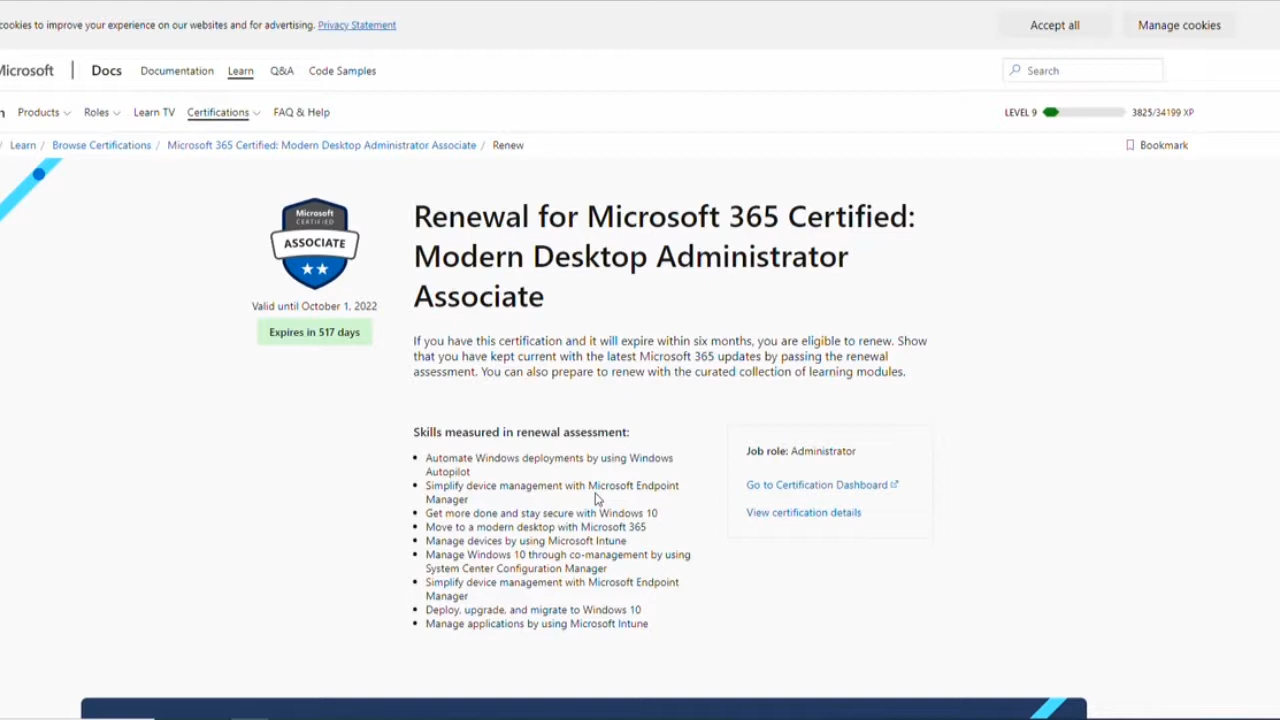 cookies to improve your experience on our websites and for advertising. Privacy Statement
Accept all
Manage cookies
Microsoft
Docs
Documentation
Learn
Q&A
Code Samples
Search
n
Products
Roles
Learn TV
Certifications
FAQ & Help
LEVEL 9
3825/34199 XP
/ Learn / Browse Certifications / Microsoft 365 Certified: Modern Desktop Administrator Associate / Renew
Bookmark
Microsoft
CERTIFIED
ASSOCIATE
Valid until October 1, 2022
Expires in 517 days
Renewal for Microsoft 365 Certified:
Modern Desktop Administrator
Associate
If you have this certification and it will expire within six months, you are eligible to renew. Show
that you have kept current with the latest Microsoft 365 updates by passing the renewal
assessment. You can also prepare to renew with the curated collection of learning modules.
Skills measured in renewal assessment:
• Automate Windows deployments by using Windows
Autopilot
• Simplify device management with Microsoft Endpoint
Manager
• Get more done and stay secure with Windows 10
• Move to a modern desktop with Microsoft 365
• Manage devices by using Microsoft Intune
• Manage Windows 10 through co-management by using
System Center Configuration Manager
• Simplify device management with Microsoft Endpoint
Manager
• Deploy, upgrade, and migrate to Windows 10
• Manage applications by using Microsoft Intune
Job role: Administrator
Go to Certification Dashboard
View certification details